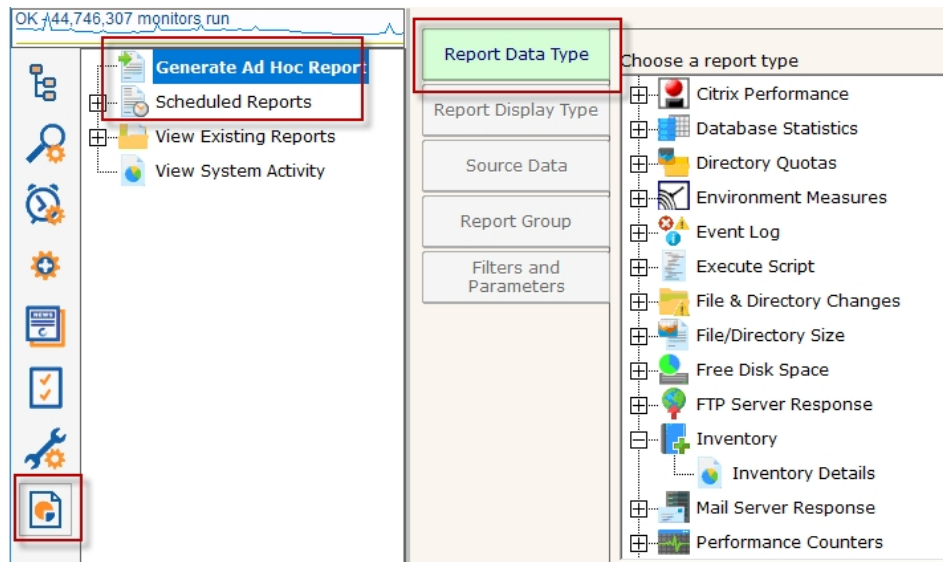 OK 44,746,307 monitors run
Generate Ad Hoc Report
Scheduled Reports
View Existing Reports
View System Activity
Report Data Type
Report Display Type
Source Data
Report Group
Filters and
Parameters
Choose a report type
Citrix Performance
Database Statistics
Directory Quotas
Environment Measures
Event Log
Execute Script
File & Directory Changes
File/Directory Size
Free Disk Space
FTP Server Response
Inventory
Inventory Details
Mail Server Response
Performance Counters
NEWS